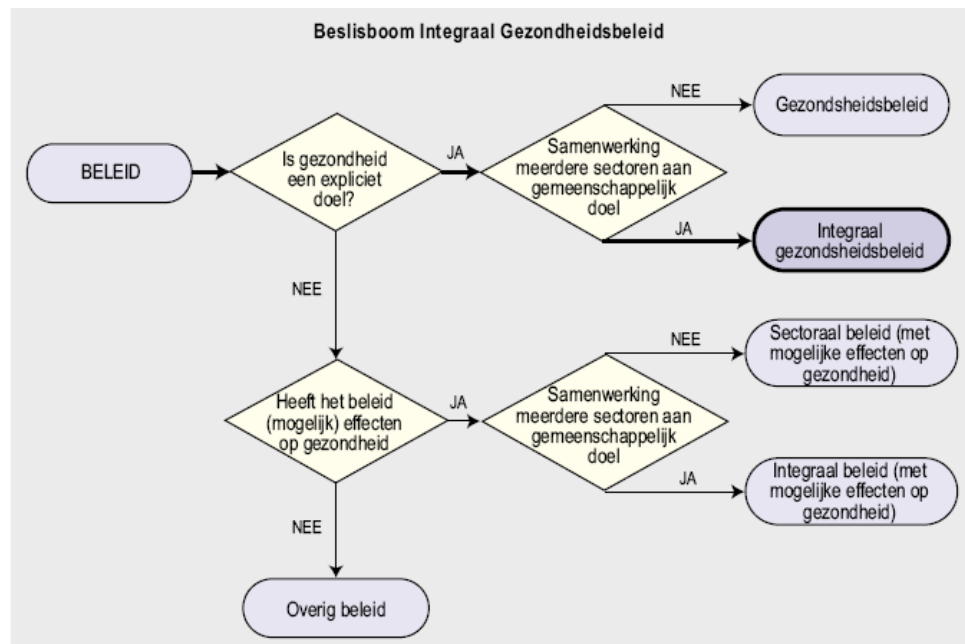 Beslisboom Integraal Gezondheidsbeleid
BELEID
Is gezondheid
een expliciet
doel?
JA
Samenwerking
meerdere sectoren aan
gemeenschappelijk
doel
NEE
Gezondsheidsbeleid
JA
Integraal
gezondsheidsbeleid
NEE
Heeft het beleid
(mogelijk) effecten
op gezondheid
JA
Samenwerking
meerdere sectoren aan
gemeenschappelijk
doel
NEE
Sectoraal beleid (met
mogelijke effecten op
gezondheid)
JA
Integraal beleid (met
mogelijke effecten op
gezondheid)
NEE
Overig beleid